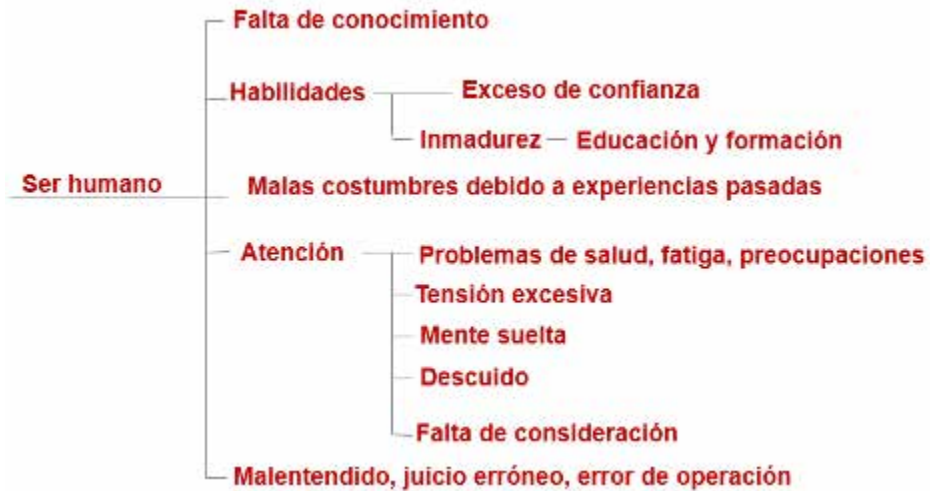 Falta de conocimiento
Habilidades
Exceso de confianza
Inmadurez
Educación y formación
Ser humano
Malas costumbres debido a experiencias pasadas
Atención
Problemas de salud, fatiga, preocupaciones
Tensión excesiva
Mente suelta
Descuido
Falta de consideración
Malentendido, juicio erróneo, error de operación